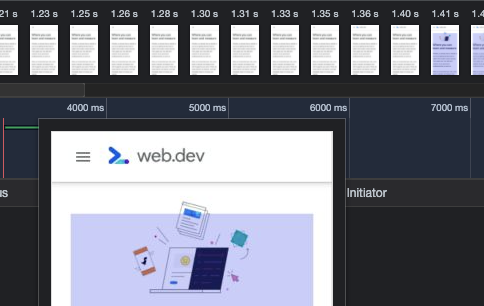 21 s 1.23 s 1.25 s 1.26 s 1.28 s 1.30 s 1.31 s 1.33 s 1.35 s 1.36 s 1.40 s 1.41 s 1.4
4000 ms 5000 ms 6000 ms 7000 ms
web.dev
us Initiator